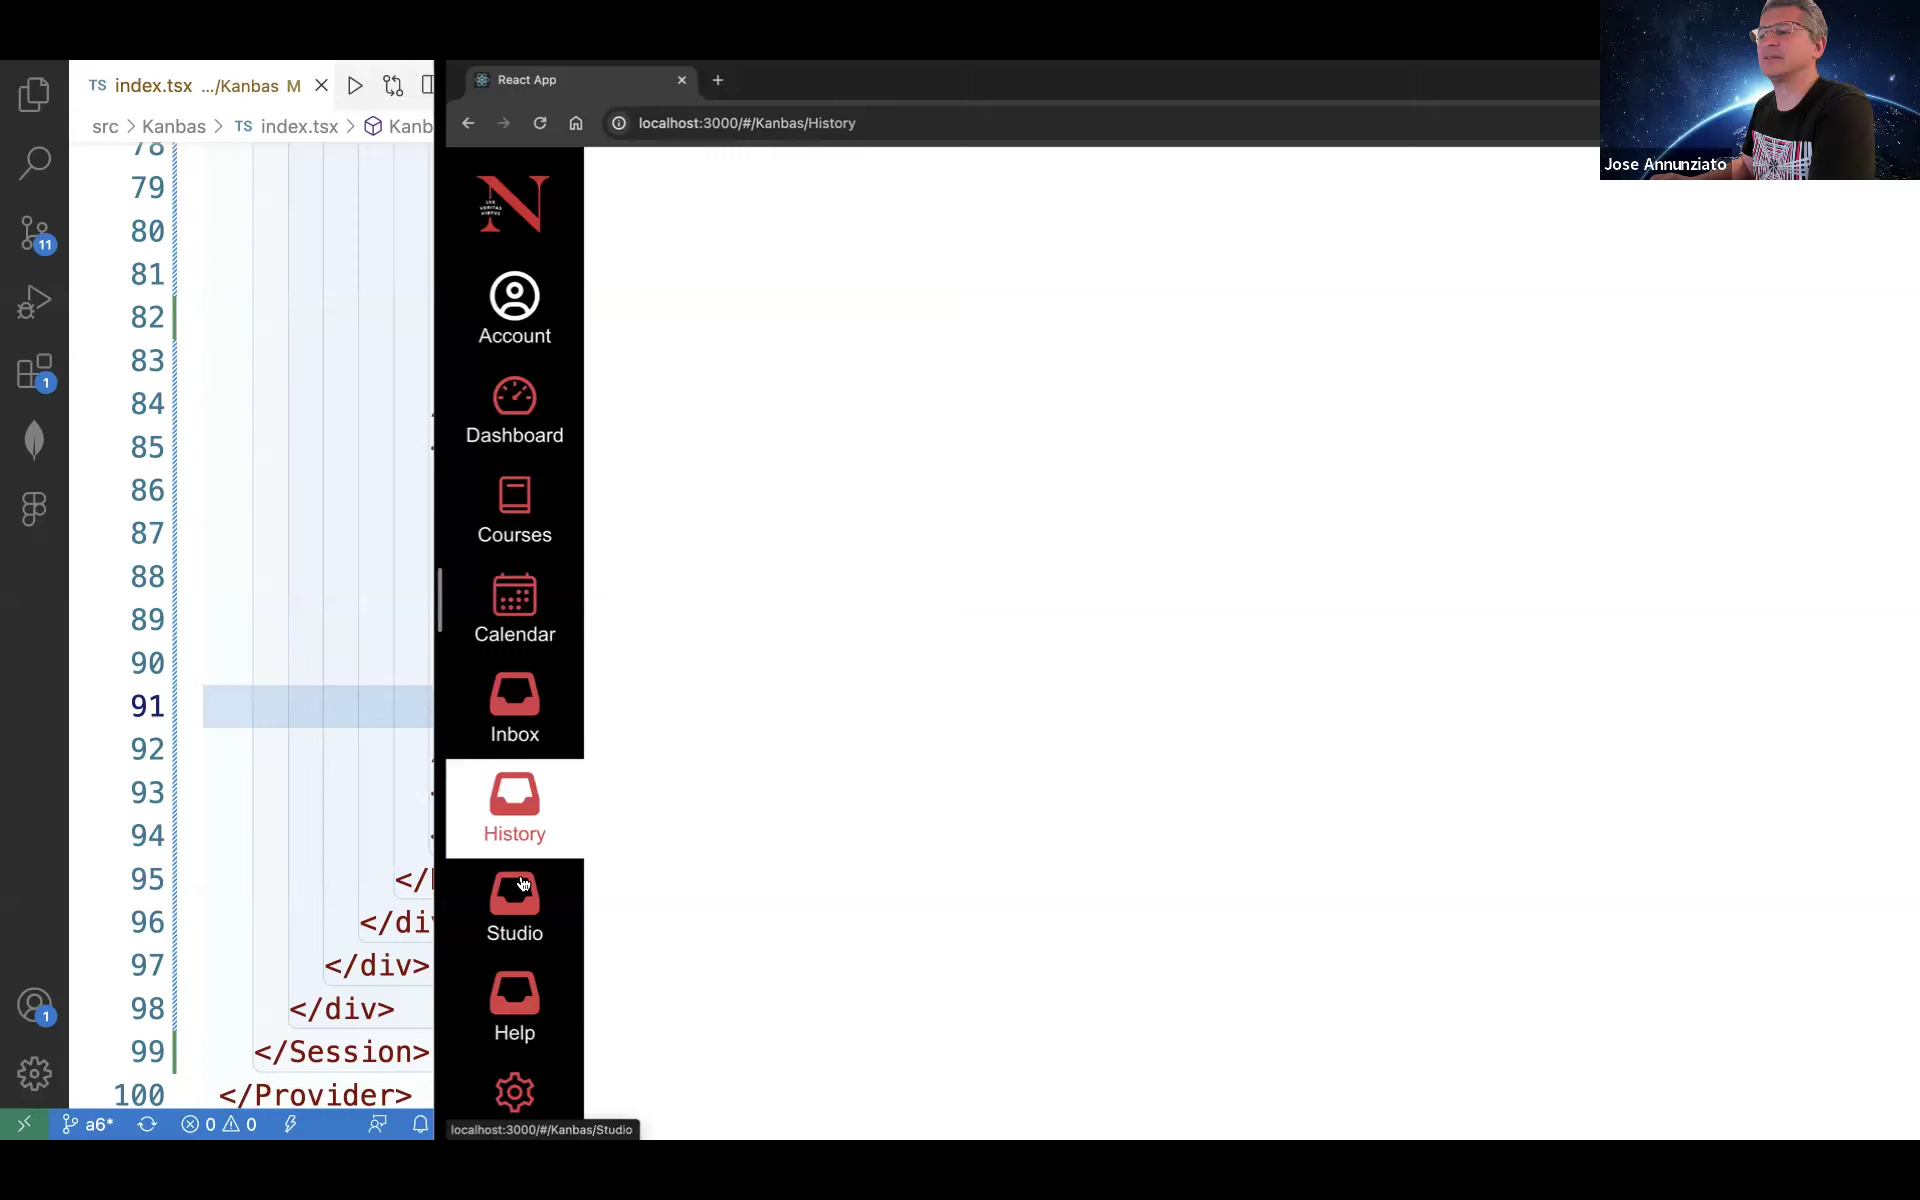 TS index.tsx .../Kanbas M
src > Kanbas > TS index.tsx > Kanb
78
79
80
81
82
83
84
85
86
87
88
89
90
91
92
93
94
95 </
96 </di
97 </div>
98 </div>
99 </Session>
100 </Provider>
11
1
1
a6* 0 0
React App
localhost:3000/#/Kanbas/History
N
LUX
VERITAS
VIRTUS
Account
Dashboard
Courses
Calendar
Inbox
History
Studio
Help
localhost:3000/#/Kanbas/Studio
Jose Annunziato